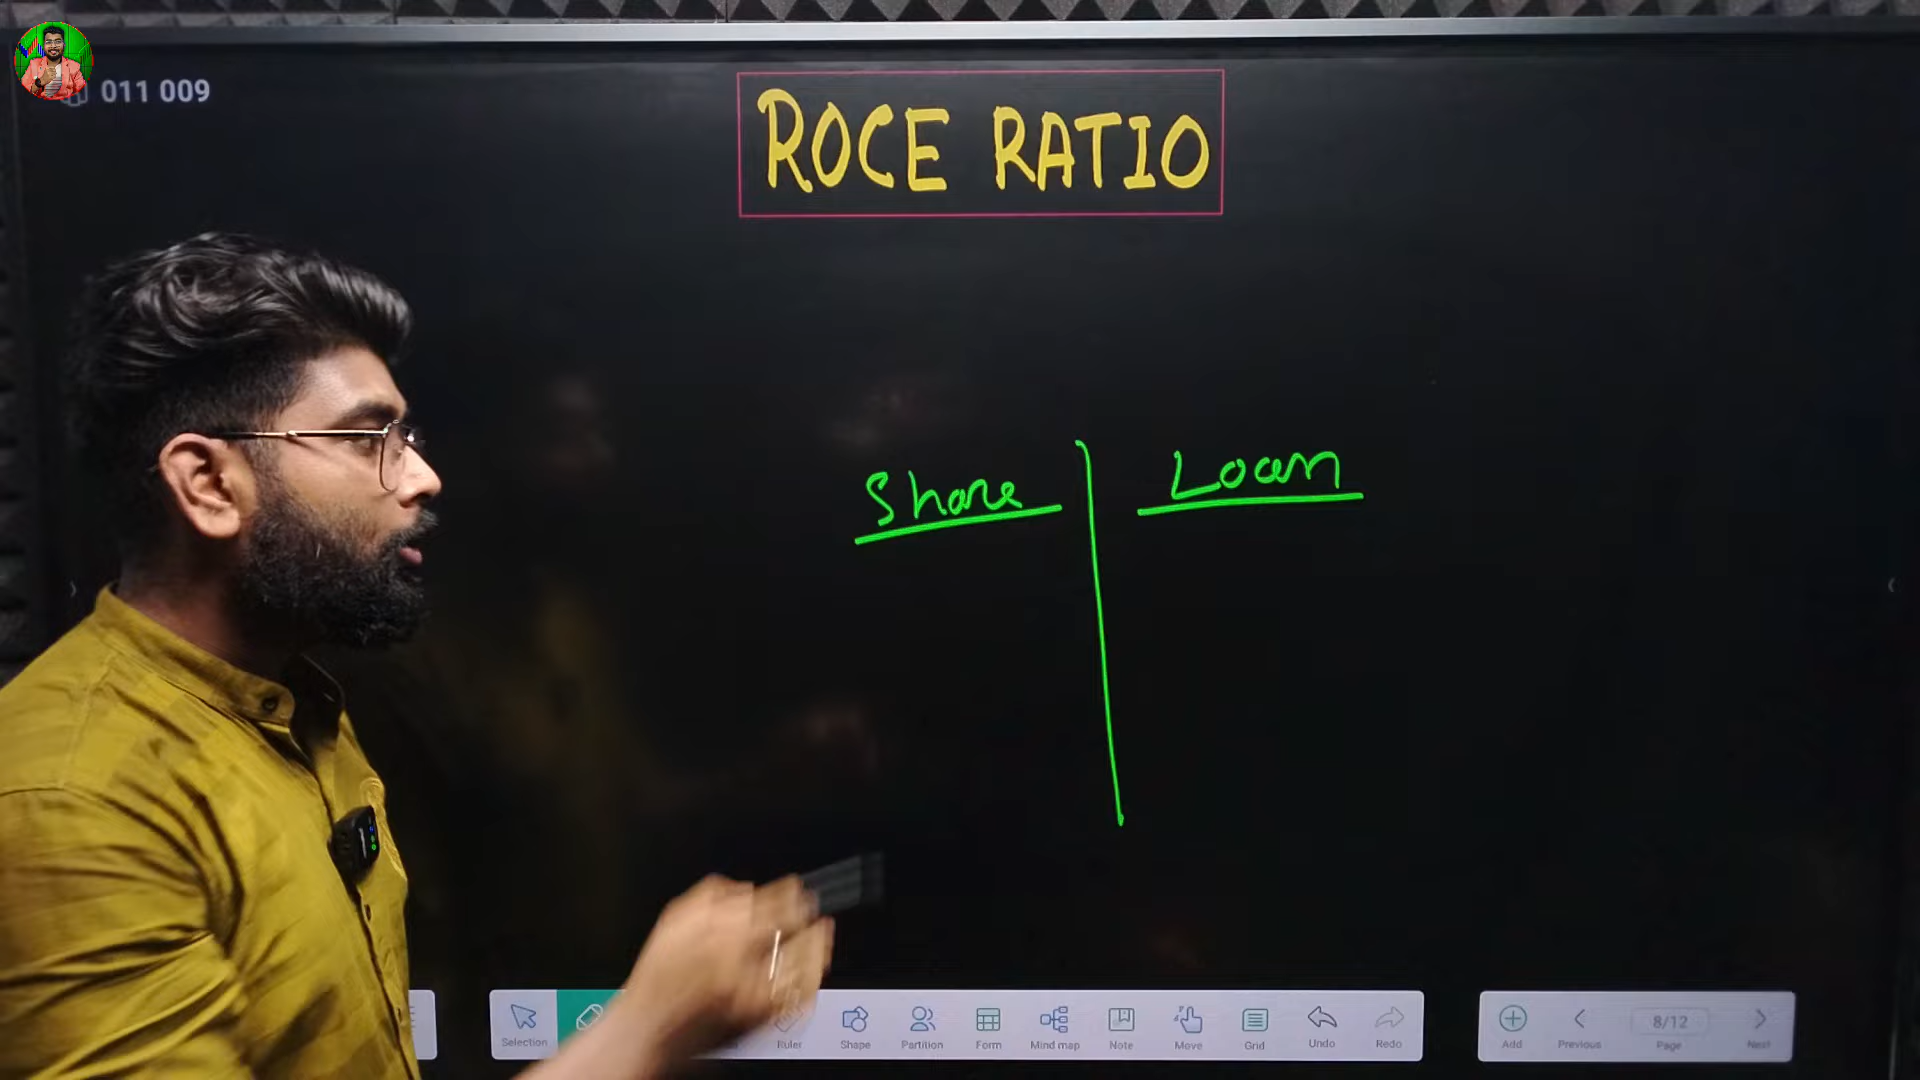 011 009
ROCE RATIO
Share
Loan
Selection
Ruler
Shape
Partition
Form
Mind map
Note
Move
Grid
Undo
Redo
Add
Previous
8/12
Page
Next